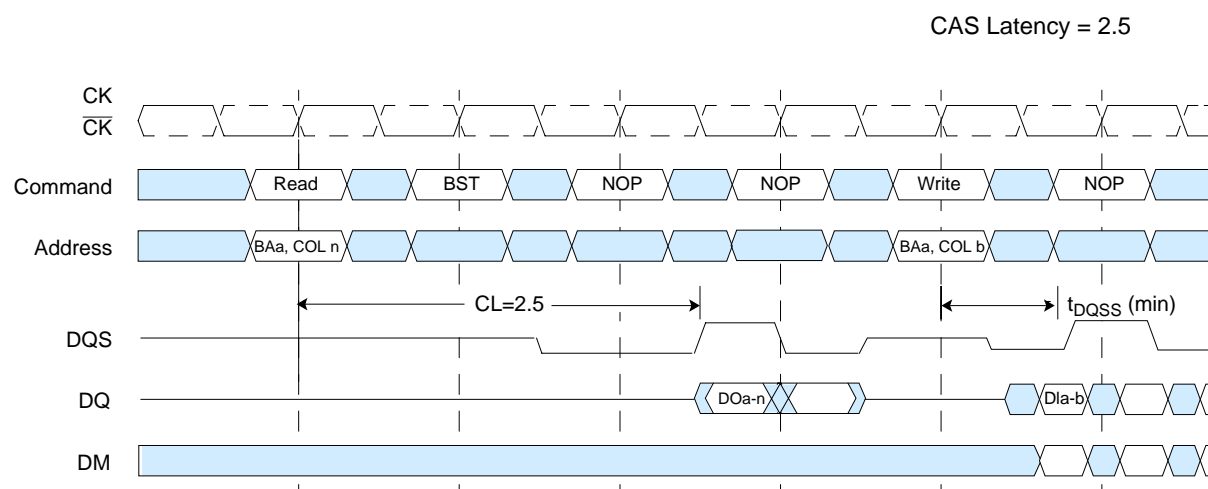 CAS Latency = 2.5
CK
C̅K̅
Command Read BST NOP NOP Write NOP
Address BAa, COL n BAa, COL b
CL=2.5 tDQSS (min)
DQS
DQ DOa-n DIa-b
DM